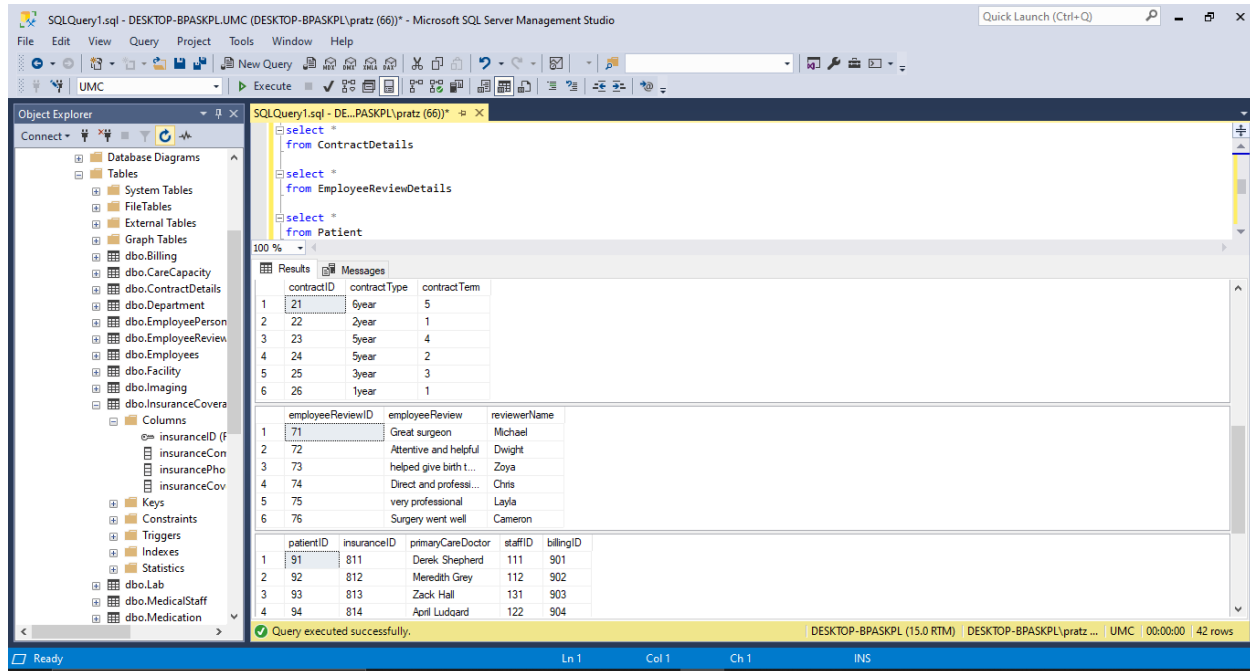 SQLQuery1.sql - DESKTOP-BPASKPL.UMC (DESKTOP-BPASKPL\pratz (66))* - Microsoft SQL Server Management Studio
Quick Launch (Ctrl+Q)
File Edit View Query Project Tools Window Help
New Query MDX DMX XMLA DAX
UMC Execute
Object Explorer
SQLQuery1.sql - DE...PASKPL\pratz (66))*
Connect
Database Diagrams
Tables
System Tables
FileTables
External Tables
Graph Tables
dbo.Billing
dbo.CareCapacity
dbo.ContractDetails
dbo.Department
dbo.EmployeePerson
dbo.EmployeeReview
dbo.Employees
dbo.Facility
dbo.Imaging
dbo.InsuranceCovera
Columns
insuranceID (F
insuranceCom
insurancePho
insuranceCov
Keys
Constraints
Triggers
Indexes
Statistics
dbo.Lab
dbo.MedicalStaff
dbo.Medication
select *
from ContractDetails
select *
from EmployeeReviewDetails
select *
from Patient
100 %
Results Messages
contractID contractType contractTerm
1 21 6year 5
2 22 2year 1
3 23 5year 4
4 24 5year 2
5 25 3year 3
6 26 1year 1
employeeReviewID employeeReview reviewerName
1 71 Great surgeon Michael
2 72 Attentive and helpful Dwight
3 73 helped give birth t... Zoya
4 74 Direct and professi... Chris
5 75 very professional Layla
6 76 Surgery went well Cameron
patientID insuranceID primaryCareDoctor staffID billingID
1 91 811 Derek Shepherd 111 901
2 92 812 Meredith Grey 112 902
3 93 813 Zack Hall 131 903
4 94 814 April Ludgard 122 904
Query executed successfully.
DESKTOP-BPASKPL (15.0 RTM) DESKTOP-BPASKPL\pratz ... UMC 00:00:00 42 rows
Ready Ln 1 Col 1 Ch 1 INS